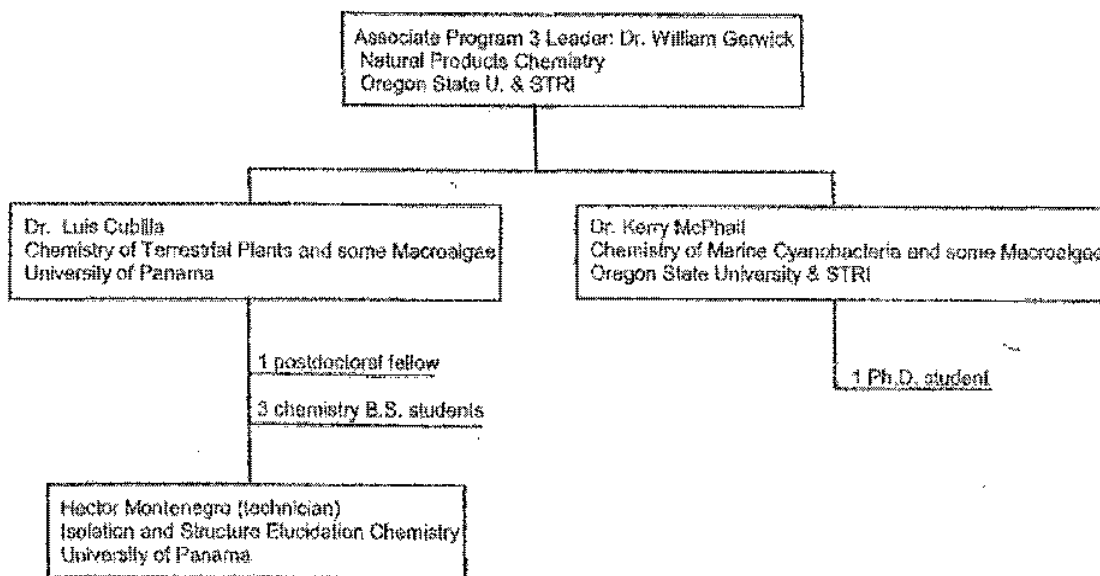 Associate Program 3 Leader: Dr. William Gerwick
Natural Products Chemistry
Oregon State U. & STRI
Dr. Luis Cubilla
Chemistry of Terrestrial Plants and some Macroalgae
University of Panama
Dr. Kerry McPhail
Chemistry of Marine Cyanobacteria and some Macroalgae
Oregon State University & STRI
1 postdoctoral fellow
3 chemistry B.S. students
1 Ph.D. student
Hector Montenegro (technician)
Isolation and Structure Elucidation Chemistry
University of Panama